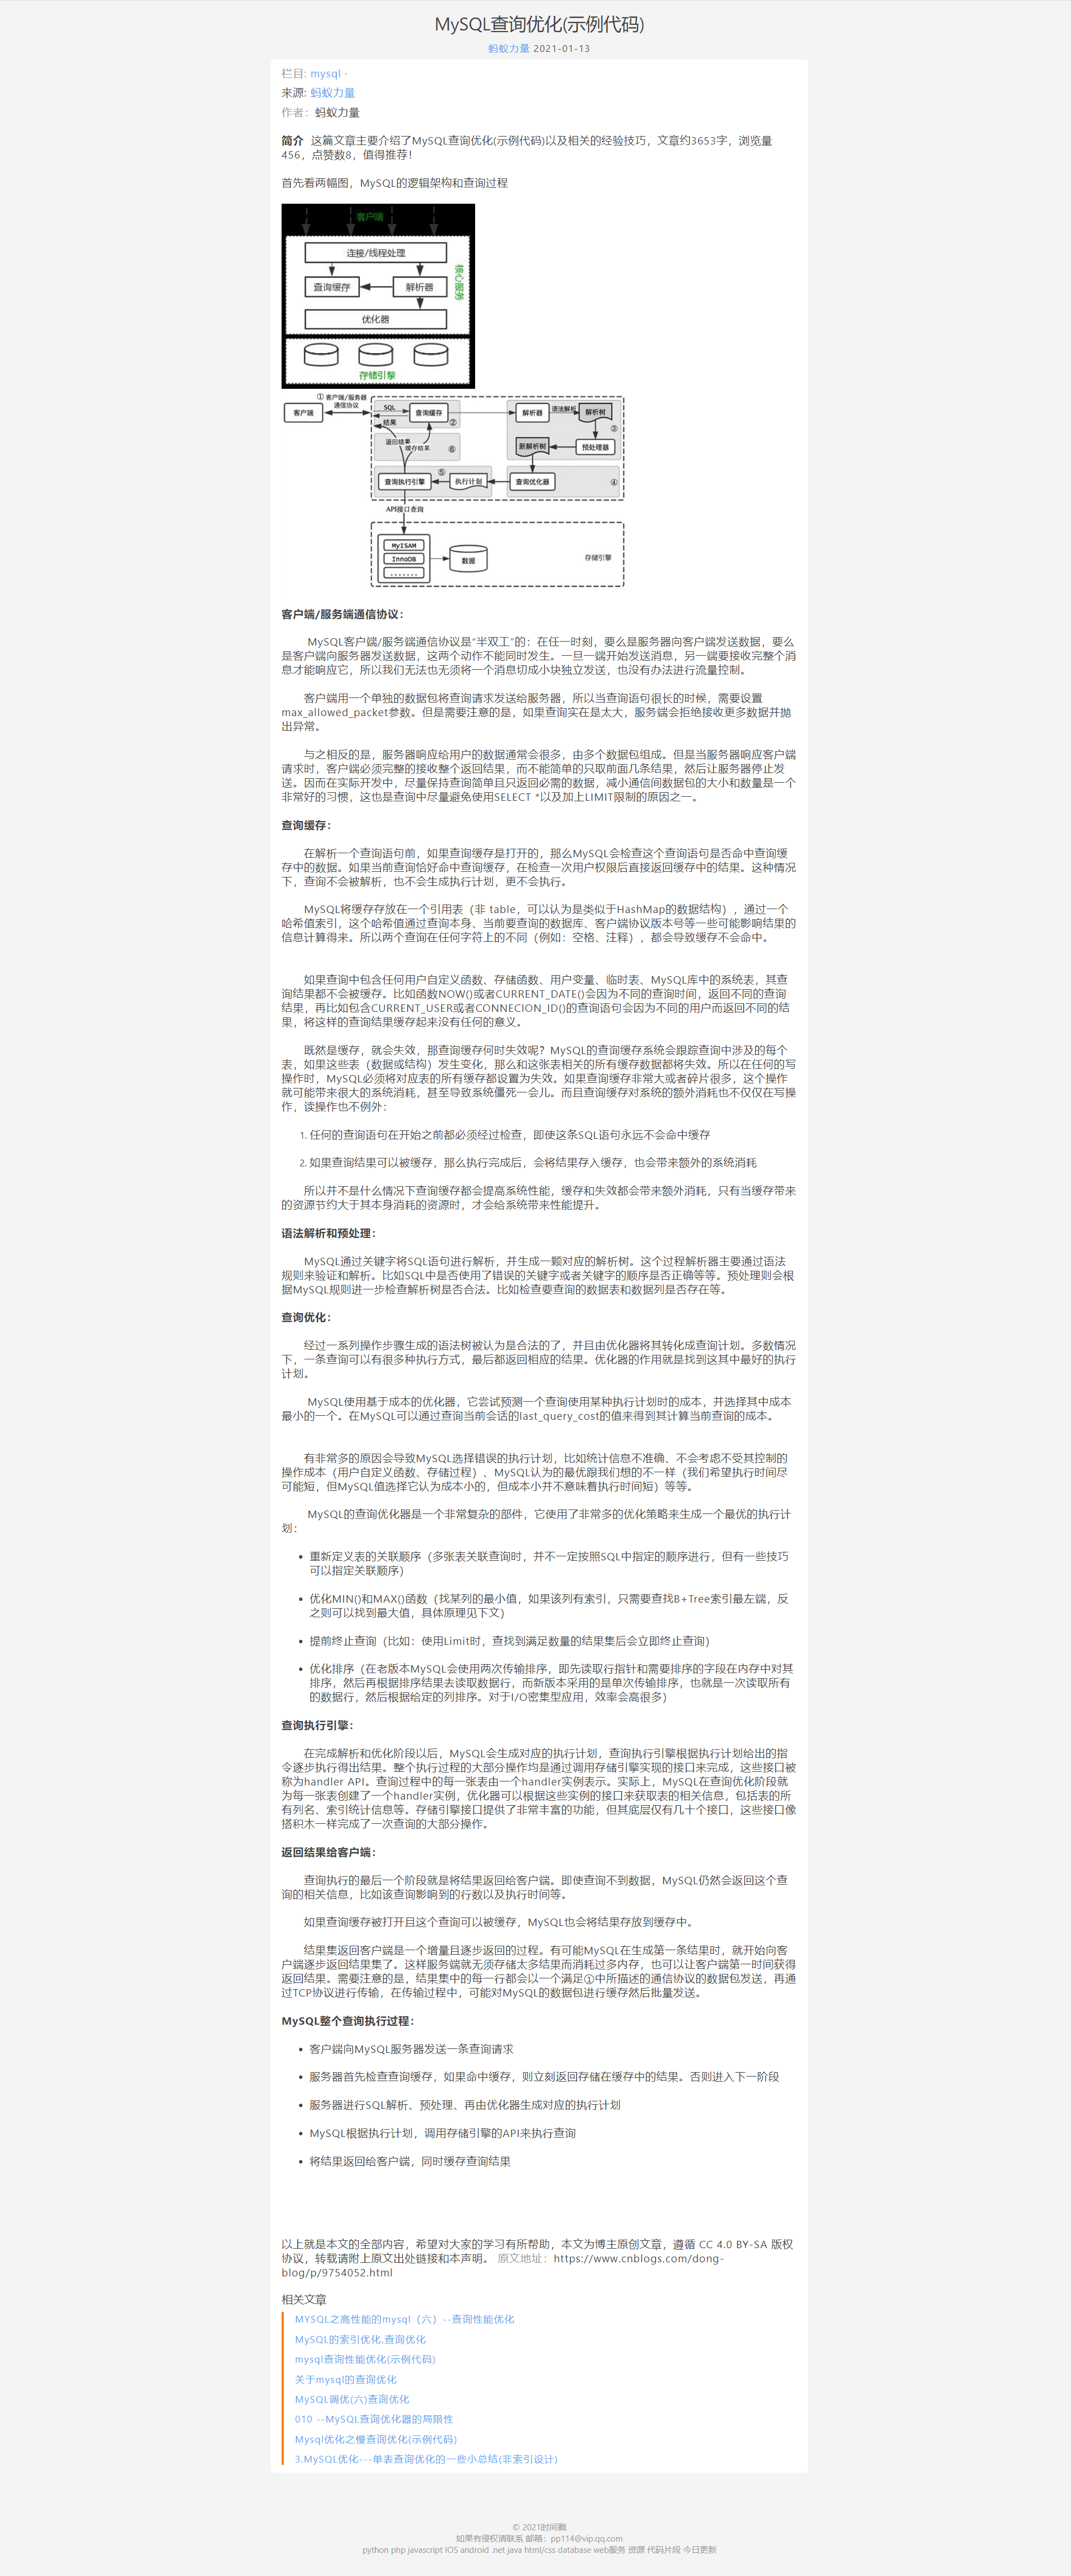 MySQL查询优化(示例代码)
蚂蚁力量 2021-01-13
栏目: mysql ·
来源: 蚂蚁力量
作者：蚂蚁力量
简介 这篇文章主要介绍了MySQL查询优化(示例代码)以及相关的经验技巧，文章约3653字，浏览量
456，点赞数8，值得推荐！
首先看两幅图，MySQL的逻辑架构和查询过程
客户端
连接/线程处理
查询缓存
解析器
优化器
核心服务
存储引擎
① 客户端/服务器
通信协议
客户端
SQL
结果
查询缓存
②
解析器
语法解析
解析树
③
返回结果
缓存结果
⑥
新解析树
预处理器
⑤
查询执行引擎
执行计划
查询优化器
④
API接口查询
MyISAM
InnoDB
.......
数据
存储引擎
客户端/服务端通信协议：
MySQL客户端/服务端通信协议是“半双工”的：在任一时刻，要么是服务器向客户端发送数据，要么
是客户端向服务器发送数据，这两个动作不能同时发生。一旦一端开始发送消息，另一端要接收完整个消
息才能响应它，所以我们无法也无须将一个消息切成小块独立发送，也没有办法进行流量控制。
客户端用一个单独的数据包将查询请求发送给服务器，所以当查询语句很长的时候，需要设置
max_allowed_packet参数。但是需要注意的是，如果查询实在是太大，服务端会拒绝接收更多数据并抛
出异常。
与之相反的是，服务器响应给用户的数据通常会很多，由多个数据包组成。但是当服务器响应客户端
请求时，客户端必须完整的接收整个返回结果，而不能简单的只取前面几条结果，然后让服务器停止发
送。因而在实际开发中，尽量保持查询简单且只返回必需的数据，减小通信间数据包的大小和数量是一个
非常好的习惯，这也是查询中尽量避免使用SELECT *以及加上LIMIT限制的原因之一。
查询缓存：
在解析一个查询语句前，如果查询缓存是打开的，那么MySQL会检查这个查询语句是否命中查询缓
存中的数据。如果当前查询恰好命中查询缓存，在检查一次用户权限后直接返回缓存中的结果。这种情况
下，查询不会被解析，也不会生成执行计划，更不会执行。
MySQL将缓存存放在一个引用表（非 table，可以认为是类似于HashMap的数据结构），通过一个
哈希值索引，这个哈希值通过查询本身、当前要查询的数据库、客户端协议版本号等一些可能影响结果的
信息计算得来。所以两个查询在任何字符上的不同（例如：空格、注释），都会导致缓存不会命中。
如果查询中包含任何用户自定义函数、存储函数、用户变量、临时表、MySQL库中的系统表，其查
询结果都不会被缓存。比如函数NOW()或者CURRENT_DATE()会因为不同的查询时间，返回不同的查询
结果，再比如包含CURRENT_USER或者CONNECION_ID()的查询语句会因为不同的用户而返回不同的结
果，将这样的查询结果缓存起来没有任何的意义。
既然是缓存，就会失效，那查询缓存何时失效呢？MySQL的查询缓存系统会跟踪查询中涉及的每个
表，如果这些表（数据或结构）发生变化，那么和这张表相关的所有缓存数据都将失效。所以在任何的写
操作时，MySQL必须将对应表的所有缓存都设置为失效。如果查询缓存非常大或者碎片很多，这个操作
就可能带来很大的系统消耗，甚至导致系统僵死一会儿。而且查询缓存对系统的额外消耗也不仅仅在写操
作，读操作也不例外：
1. 任何的查询语句在开始之前都必须经过检查，即使这条SQL语句永远不会命中缓存
2. 如果查询结果可以被缓存，那么执行完成后，会将结果存入缓存，也会带来额外的系统消耗
所以并不是什么情况下查询缓存都会提高系统性能，缓存和失效都会带来额外消耗，只有当缓存带来
的资源节约大于其本身消耗的资源时，才会给系统带来性能提升。
语法解析和预处理：
MySQL通过关键字将SQL语句进行解析，并生成一颗对应的解析树。这个过程解析器主要通过语法
规则来验证和解析。比如SQL中是否使用了错误的关键字或者关键字的顺序是否正确等等。预处理则会根
据MySQL规则进一步检查解析树是否合法。比如检查要查询的数据表和数据列是否存在等。
查询优化：
经过一系列操作步骤生成的语法树被认为是合法的了，并且由优化器将其转化成查询计划。多数情况
下，一条查询可以有很多种执行方式，最后都返回相应的结果。优化器的作用就是找到这其中最好的执行
计划。
MySQL使用基于成本的优化器，它尝试预测一个查询使用某种执行计划时的成本，并选择其中成本
最小的一个。在MySQL可以通过查询当前会话的last_query_cost的值来得到其计算当前查询的成本。
有非常多的原因会导致MySQL选择错误的执行计划，比如统计信息不准确、不会考虑不受其控制的
操作成本（用户自定义函数、存储过程）、MySQL认为的最优跟我们想的不一样（我们希望执行时间尽
可能短，但MySQL值选择它认为成本小的，但成本小并不意味着执行时间短）等等。
MySQL的查询优化器是一个非常复杂的部件，它使用了非常多的优化策略来生成一个最优的执行计
划：
• 重新定义表的关联顺序（多张表关联查询时，并不一定按照SQL中指定的顺序进行，但有一些技巧
可以指定关联顺序）
• 优化MIN()和MAX()函数（找某列的最小值，如果该列有索引，只需要查找B+Tree索引最左端，反
之则可以找到最大值，具体原理见下文）
• 提前终止查询（比如：使用Limit时，查找到满足数量的结果集后会立即终止查询）
• 优化排序（在老版本MySQL会使用两次传输排序，即先读取行指针和需要排序的字段在内存中对其
排序，然后再根据排序结果去读取数据行，而新版本采用的是单次传输排序，也就是一次读取所有
的数据行，然后根据给定的列排序。对于I/O密集型应用，效率会高很多）
查询执行引擎：
在完成解析和优化阶段以后，MySQL会生成对应的执行计划，查询执行引擎根据执行计划给出的指
令逐步执行得出结果。整个执行过程的大部分操作均是通过调用存储引擎实现的接口来完成，这些接口被
称为handler API。查询过程中的每一张表由一个handler实例表示。实际上，MySQL在查询优化阶段就
为每一张表创建了一个handler实例，优化器可以根据这些实例的接口来获取表的相关信息，包括表的所
有列名、索引统计信息等。存储引擎接口提供了非常丰富的功能，但其底层仅有几十个接口，这些接口像
搭积木一样完成了一次查询的大部分操作。
返回结果给客户端：
查询执行的最后一个阶段就是将结果返回给客户端。即使查询不到数据，MySQL仍然会返回这个查
询的相关信息，比如该查询影响到的行数以及执行时间等。
如果查询缓存被打开且这个查询可以被缓存，MySQL也会将结果存放到缓存中。
结果集返回客户端是一个增量且逐步返回的过程。有可能MySQL在生成第一条结果时，就开始向客
户端逐步返回结果集了。这样服务端就无须存储太多结果而消耗过多内存，也可以让客户端第一时间获得
返回结果。需要注意的是，结果集中的每一行都会以一个满足①中所描述的通信协议的数据包发送，再通
过TCP协议进行传输，在传输过程中，可能对MySQL的数据包进行缓存然后批量发送。
MySQL整个查询执行过程：
• 客户端向MySQL服务器发送一条查询请求
• 服务器首先检查查询缓存，如果命中缓存，则立刻返回存储在缓存中的结果。否则进入下一阶段
• 服务器进行SQL解析、预处理、再由优化器生成对应的执行计划
• MySQL根据执行计划，调用存储引擎的API来执行查询
• 将结果返回给客户端，同时缓存查询结果
以上就是本文的全部内容，希望对大家的学习有所帮助，本文为博主原创文章，遵循 CC 4.0 BY-SA 版权
协议，转载请附上原文出处链接和本声明。 原文地址：https://www.cnblogs.com/dong-
blog/p/9754052.html
相关文章
MYSQL之高性能的mysql（六）--查询性能优化
MySQL的索引优化,查询优化
mysql查询性能优化(示例代码)
关于mysql的查询优化
MySQL调优(六)查询优化
010 --MySQL查询优化器的局限性
Mysql优化之慢查询优化(示例代码)
3.MySQL优化---单表查询优化的一些小总结(非索引设计)
© 2021时间戳
如果有侵权请联系 邮箱：pp114@vip.qq.com
python php javascript IOS android .net java html/css database web服务 资源 代码片段 今日更新